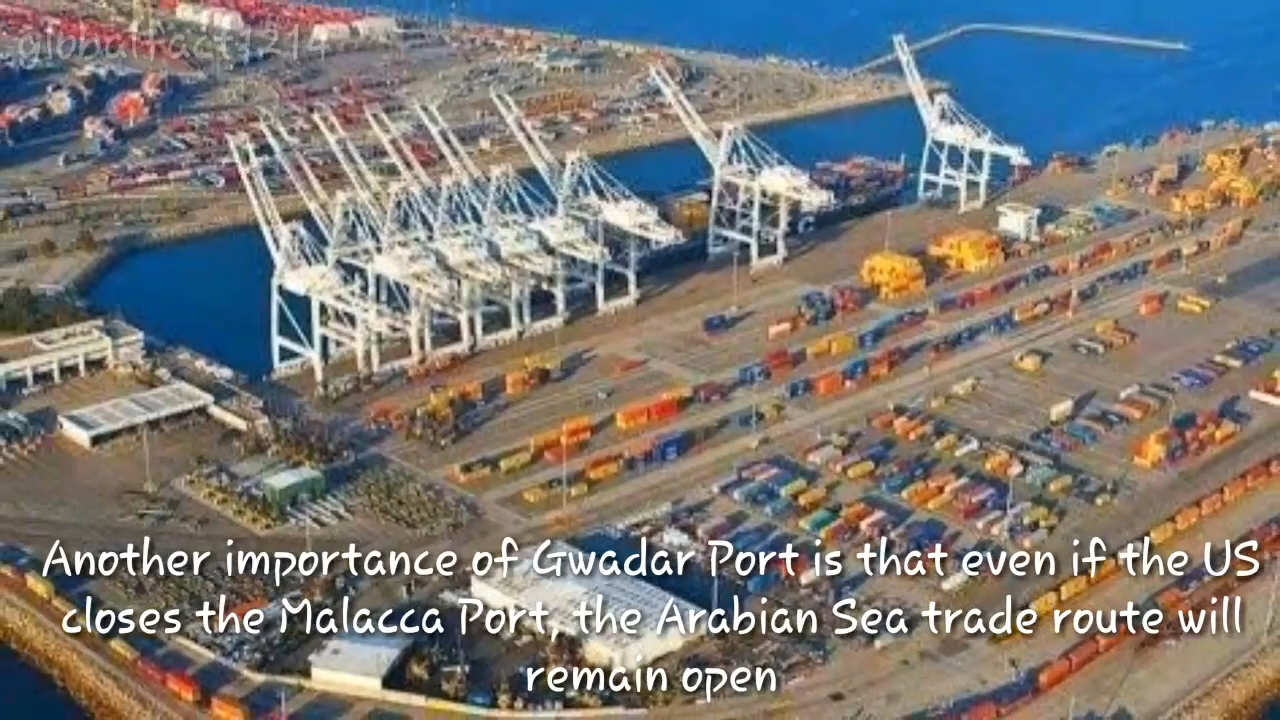 globalfact1214
Another importance of Gwadar Port is that even if the US
closes the Malacca Port, the Arabian Sea trade route will
remain open